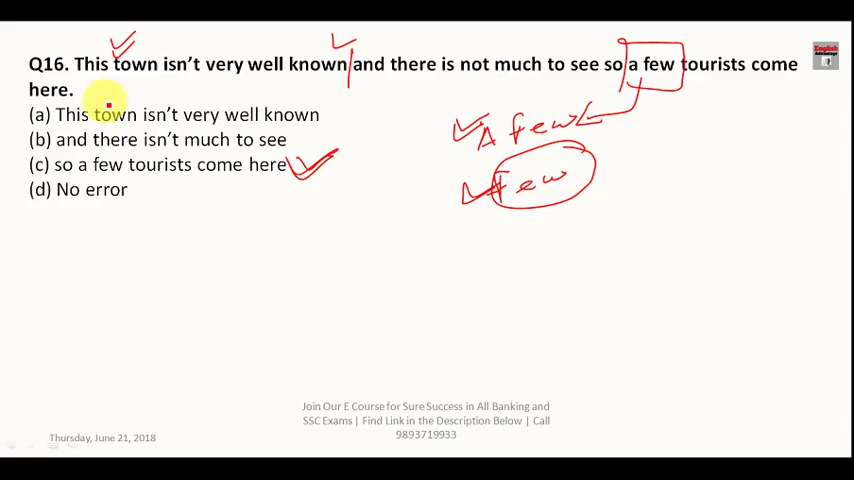 Q16. This town isn't very well known and there is not much to see so a few tourists come
here.
(a) This town isn't very well known
(b) and there isn't much to see
(c) so a few tourists come here
(d) No error
A few
Few
English
Advantage
Join Our E Course for Sure Success in All Banking and
SSC Exams | Find Link in the Description Below | Call
9893719933
Thursday, June 21, 2018